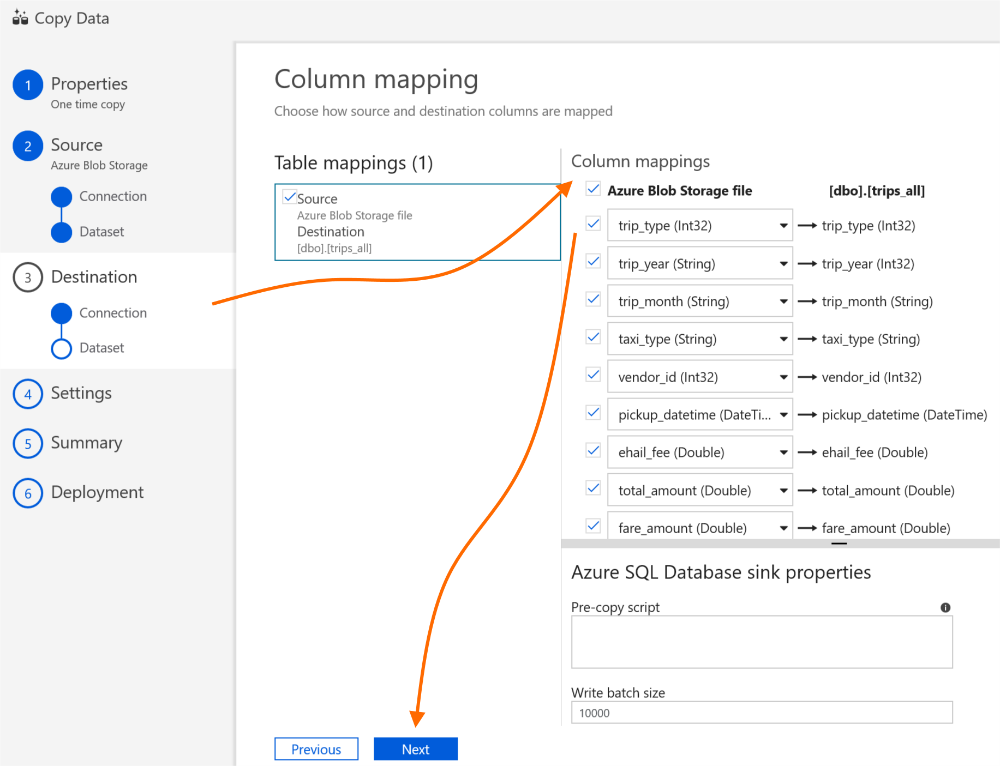 Copy Data
1 Properties
One time copy
2 Source
Azure Blob Storage
Connection
Dataset
3 Destination
Connection
Dataset
4 Settings
5 Summary
6 Deployment
Column mapping
Choose how source and destination columns are mapped
Table mappings (1)
Source
Azure Blob Storage file
Destination
[dbo].[trips_all]
Column mappings
Azure Blob Storage file [dbo].[trips_all]
trip_type (Int32) trip_type (Int32)
trip_year (String) trip_year (Int32)
trip_month (String) trip_month (String)
taxi_type (String) taxi_type (String)
vendor_id (Int32) vendor_id (Int32)
pickup_datetime (DateTi... pickup_datetime (DateTime)
ehail_fee (Double) ehail_fee (Double)
total_amount (Double) total_amount (Double)
fare_amount (Double) fare_amount (Double)
Azure SQL Database sink properties
Pre-copy script
Write batch size
10000
Previous Next